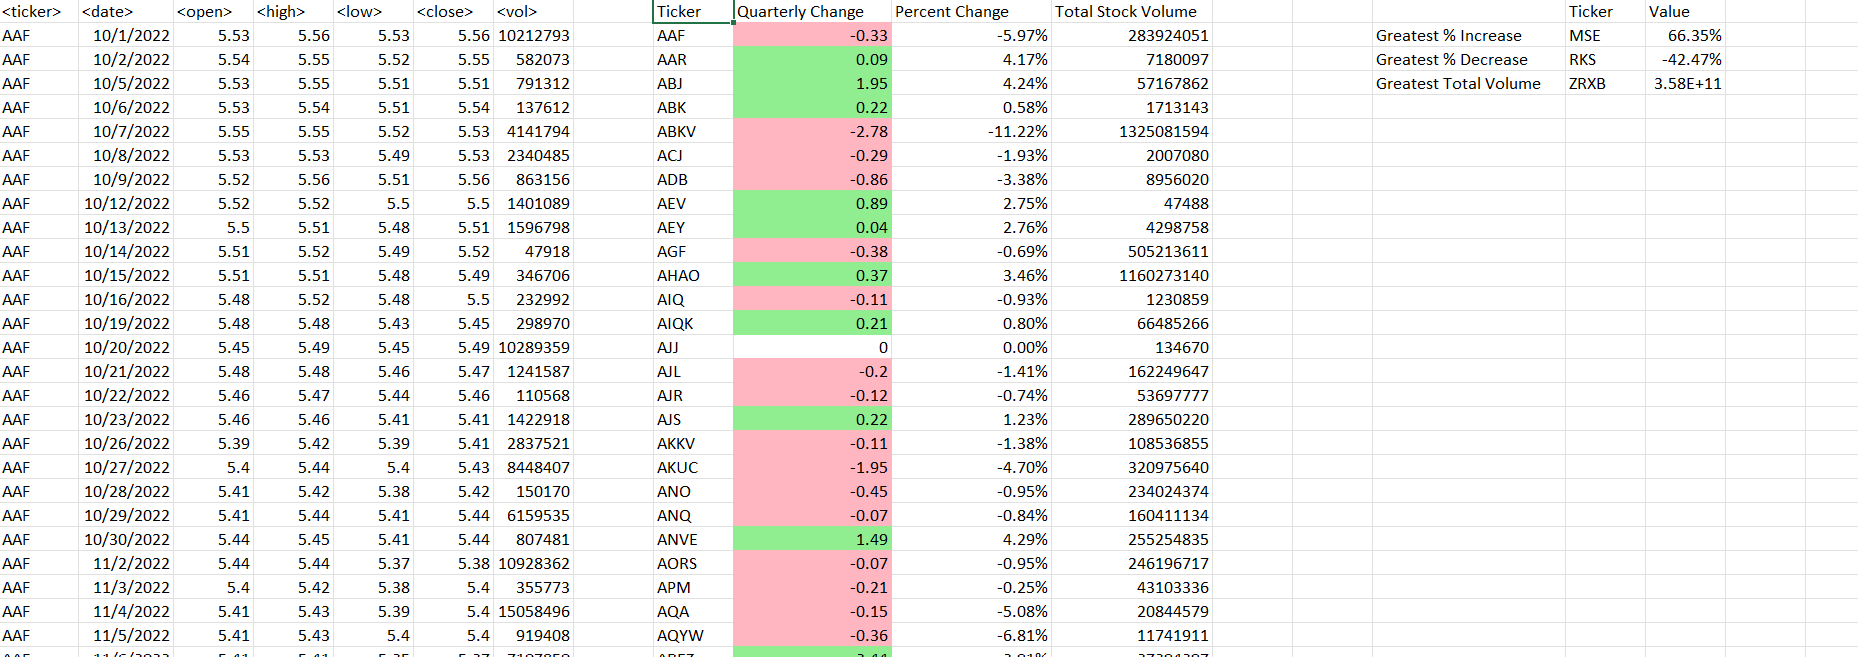 <ticker> <date> <open> <high> <low> <close> <vol> Ticker Quarterly Change Percent Change Total Stock Volume Ticker Value
AAF 10/1/2022 5.53 5.56 5.53 5.56 10212793 AAF -0.33 -5.97% 283924051 Greatest % Increase MSE 66.35%
AAF 10/2/2022 5.54 5.55 5.52 5.55 582073 AAR 0.09 4.17% 7180097 Greatest % Decrease RKS -42.47%
AAF 10/5/2022 5.53 5.55 5.51 5.51 791312 ABJ 1.95 4.24% 57167862 Greatest Total Volume ZRXB 3.58E+11
AAF 10/6/2022 5.53 5.54 5.51 5.54 137612 ABK 0.22 0.58% 1713143
AAF 10/7/2022 5.55 5.55 5.52 5.53 4141794 ABKV -2.78 -11.22% 1325081594
AAF 10/8/2022 5.53 5.53 5.49 5.53 2340485 ACJ -0.29 -1.93% 2007080
AAF 10/9/2022 5.52 5.56 5.51 5.56 863156 ADB -0.86 -3.38% 8956020
AAF 10/12/2022 5.52 5.52 5.5 5.5 1401089 AEV 0.89 2.75% 47488
AAF 10/13/2022 5.5 5.51 5.48 5.51 1596798 AEY 0.04 2.76% 4298758
AAF 10/14/2022 5.51 5.52 5.49 5.52 47918 AGF -0.38 -0.69% 505213611
AAF 10/15/2022 5.51 5.51 5.48 5.49 346706 AHAO 0.37 3.46% 1160273140
AAF 10/16/2022 5.48 5.52 5.48 5.5 232992 AIQ -0.11 -0.93% 1230859
AAF 10/19/2022 5.48 5.48 5.43 5.45 298970 AIQK 0.21 0.80% 66485266
AAF 10/20/2022 5.45 5.49 5.45 5.49 10289359 AJJ 0 0.00% 134670
AAF 10/21/2022 5.48 5.48 5.46 5.47 1241587 AJL -0.2 -1.41% 162249647
AAF 10/22/2022 5.46 5.47 5.44 5.46 110568 AJR -0.12 -0.74% 53697777
AAF 10/23/2022 5.46 5.46 5.41 5.41 1422918 AJS 0.22 1.23% 289650220
AAF 10/26/2022 5.39 5.42 5.39 5.41 2837521 AKKV -0.11 -1.38% 108536855
AAF 10/27/2022 5.4 5.44 5.4 5.43 8448407 AKUC -1.95 -4.70% 320975640
AAF 10/28/2022 5.41 5.42 5.38 5.42 150170 ANO -0.45 -0.95% 234024374
AAF 10/29/2022 5.41 5.44 5.41 5.44 6159535 ANQ -0.07 -0.84% 160411134
AAF 10/30/2022 5.44 5.45 5.41 5.44 807481 ANVE 1.49 4.29% 255254835
AAF 11/2/2022 5.44 5.44 5.37 5.38 10928362 AORS -0.07 -0.95% 246196717
AAF 11/3/2022 5.4 5.42 5.38 5.4 355773 APM -0.21 -0.25% 43103336
AAF 11/4/2022 5.41 5.43 5.39 5.4 15058496 AQA -0.15 -5.08% 20844579
AAF 11/5/2022 5.41 5.43 5.4 5.4 919408 AQYW -0.36 -6.81% 11741911